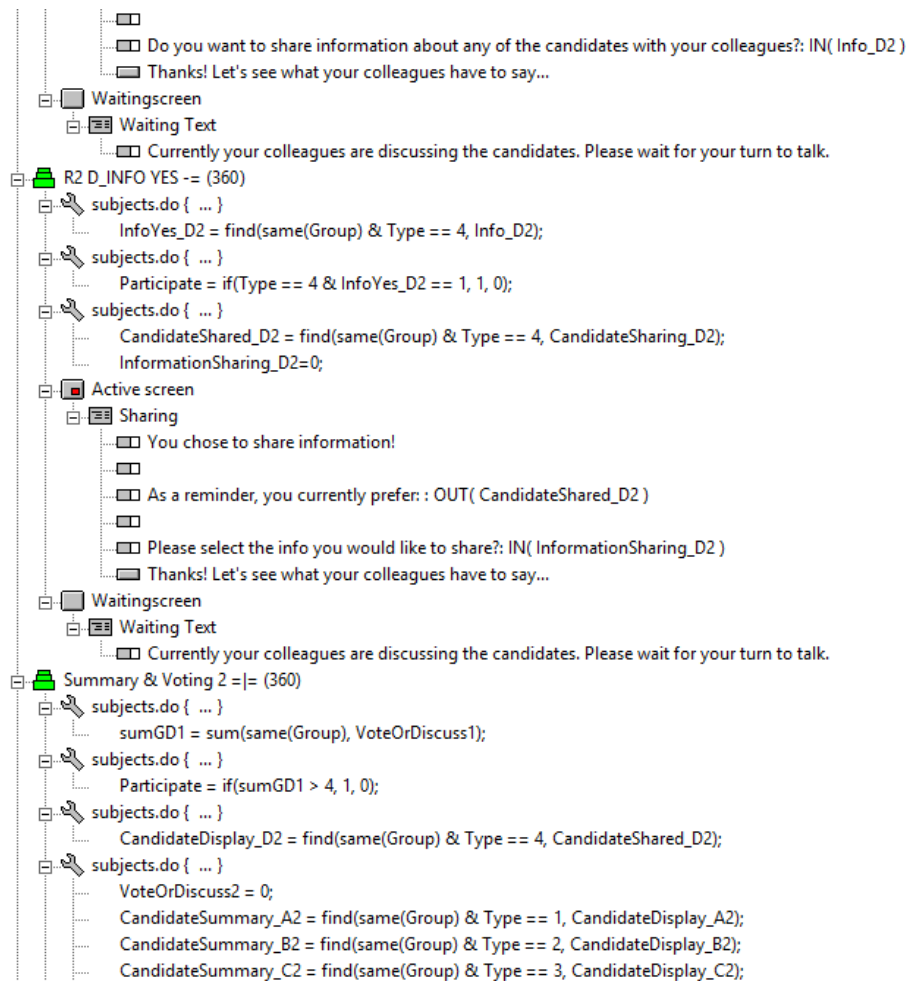 Do you want to share information about any of the candidates with your colleagues?: IN( Info_D2 )
Thanks! Let's see what your colleagues have to say...
Waitingscreen
Waiting Text
Currently your colleagues are discussing the candidates. Please wait for your turn to talk.
R2 D_INFO YES -= (360)
subjects.do { ... }
InfoYes_D2 = find(same(Group) & Type == 4, Info_D2);
subjects.do { ... }
Participate = if(Type == 4 & InfoYes_D2 == 1, 1, 0);
subjects.do { ... }
CandidateShared_D2 = find(same(Group) & Type == 4, CandidateSharing_D2);
InformationSharing_D2=0;
Active screen
Sharing
You chose to share information!
As a reminder, you currently prefer: : OUT( CandidateShared_D2 )
Please select the info you would like to share?: IN( InformationSharing_D2 )
Thanks! Let's see what your colleagues have to say...
Waitingscreen
Waiting Text
Currently your colleagues are discussing the candidates. Please wait for your turn to talk.
Summary & Voting 2 =|= (360)
subjects.do { ... }
sumGD1 = sum(same(Group), VoteOrDiscuss1);
subjects.do { ... }
Participate = if(sumGD1 > 4, 1, 0);
subjects.do { ... }
CandidateDisplay_D2 = find(same(Group) & Type == 4, CandidateShared_D2);
subjects.do { ... }
VoteOrDiscuss2 = 0;
CandidateSummary_A2 = find(same(Group) & Type == 1, CandidateDisplay_A2);
CandidateSummary_B2 = find(same(Group) & Type == 2, CandidateDisplay_B2);
CandidateSummary_C2 = find(same(Group) & Type == 3, CandidateDisplay_C2);